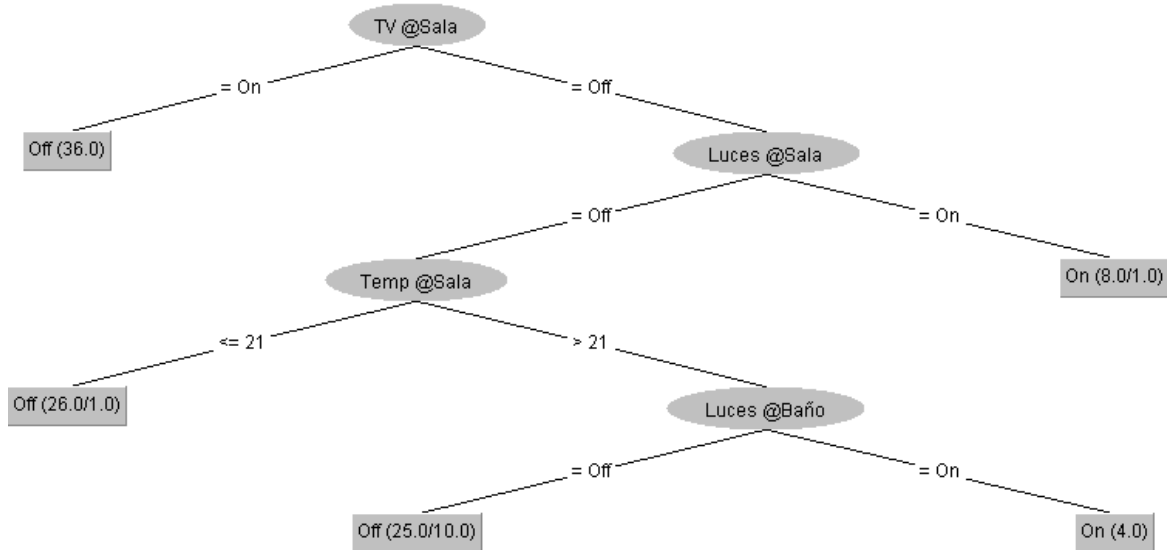 TV @Sala
= On
= Off
Off (36.0)
Luces @Sala
= Off
= On
Temp @Sala
On (8.0/1.0)
<= 21
> 21
Off (26.0/1.0)
Luces @Baño
= Off
= On
Off (25.0/10.0)
On (4.0)